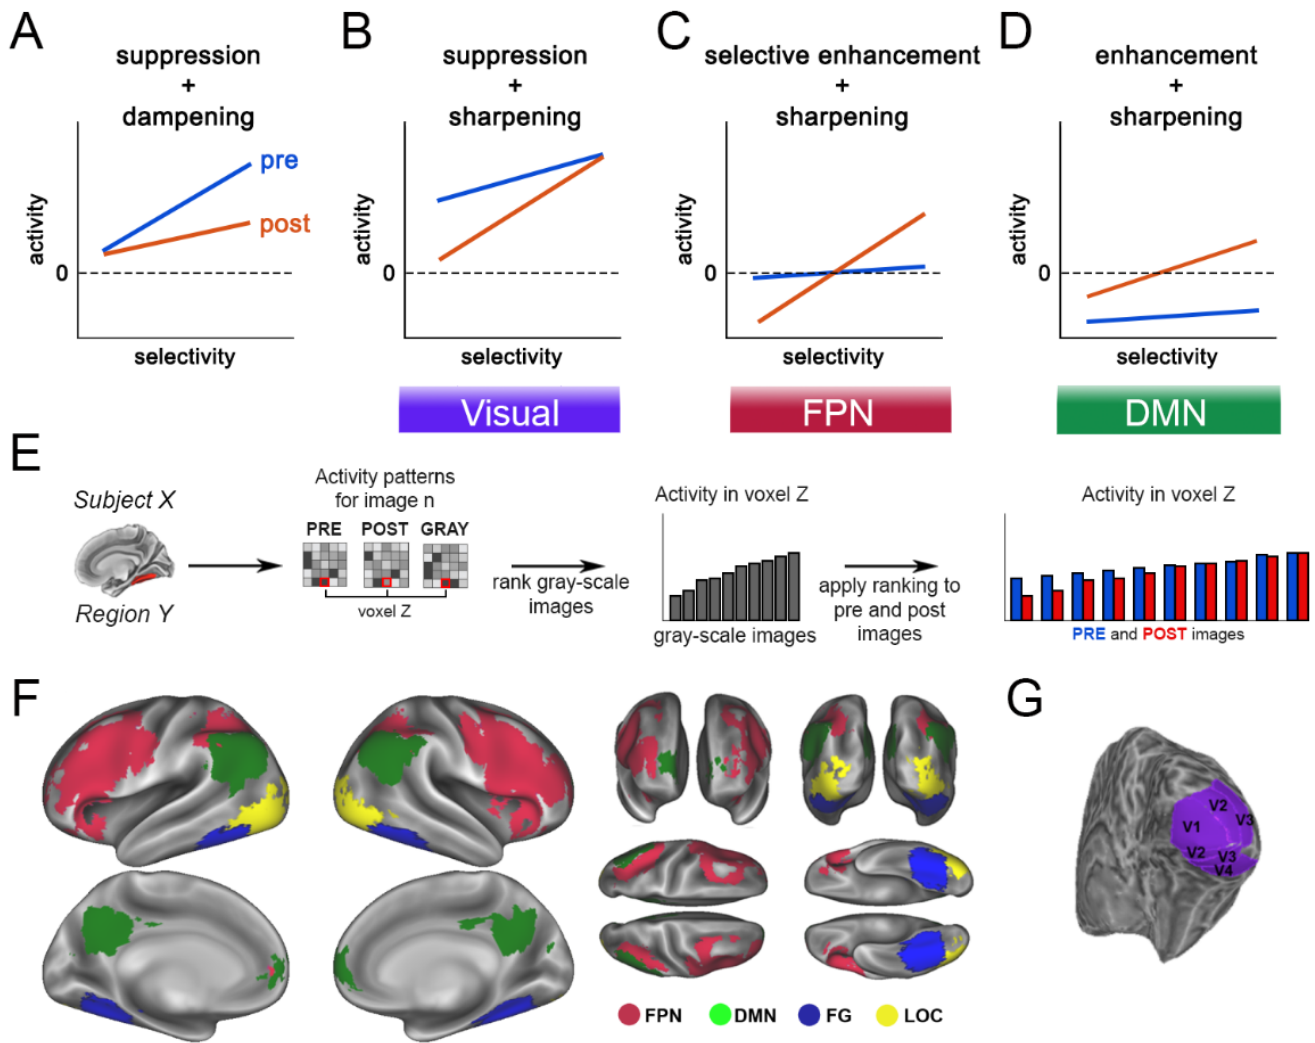 A
suppression
+
dampening
pre
post
activity
0
selectivity
B
suppression
+
sharpening
activity
0
selectivity
Visual
C
selective enhancement
+
sharpening
activity
0
selectivity
FPN
D
enhancement
+
sharpening
activity
0
selectivity
DMN
E
Subject X
Region Y
Activity patterns
for image n
PRE POST GRAY
voxel Z
rank gray-scale
images
Activity in voxel Z
gray-scale images
apply ranking to
pre and post
images
Activity in voxel Z
PRE and POST images
F
FPN DMN FG LOC
G
V2
V1 V3
V2 V3
V4